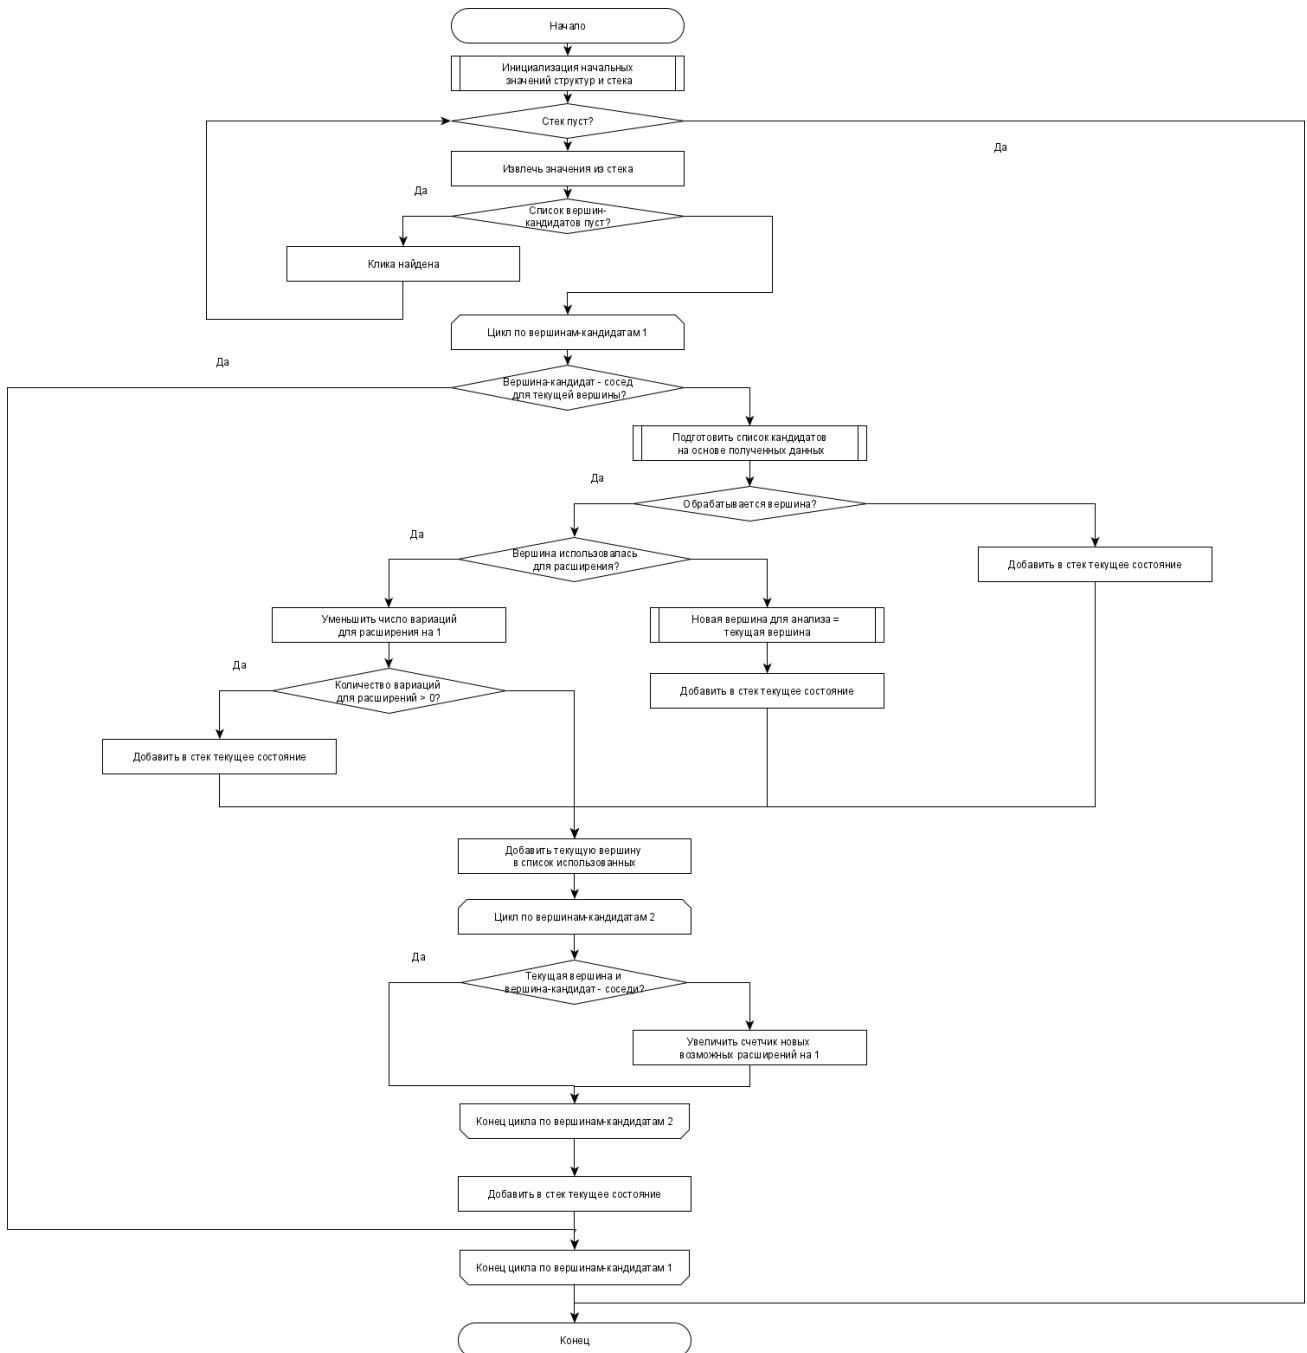 Начало
Инициализация начальных
значений структур и стека
Стек пуст?
Да
Извлечь значения из стека
Да
Список вершин-
кандидатов пуст?
Клика найдена
Цикл по вершинам-кандидатам 1
Да
Вершина-кандидат - сосед
для текущей вершины?
Подготовить список кандидатов
на основе полученных данных
Да
Обрабатывается вершина?
Да
Вершина использовалась
для расширения?
Добавить в стек текущее состояние
Уменьшить число вариаций
для расширения на 1
Новая вершина для анализа =
текущая вершина
Да
Количество вариаций
для расширений > 0?
Добавить в стек текущее состояние
Добавить в стек текущее состояние
Добавить текущую вершину
в список использованных
Цикл по вершинам-кандидатам 2
Да
Текущая вершина и
вершина-кандидат - соседи?
Увеличить счетчик новых
возможных расширений на 1
Конец цикла по вершинам-кандидатам 2
Добавить в стек текущее состояние
Конец цикла по вершинам-кандидатам 1
Конец